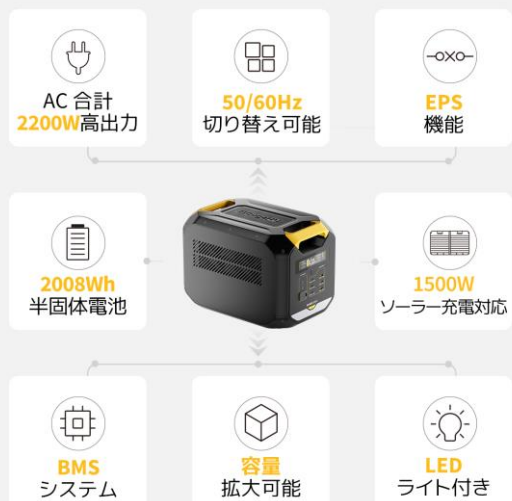 AC 合計
2200W高出力
50/60Hz
切り替え可能
EPS
機能
2008Wh
半固体電池
1500W
ソーラー充電対応
BMS
システム
容量
拡大可能
LED
ライト付き